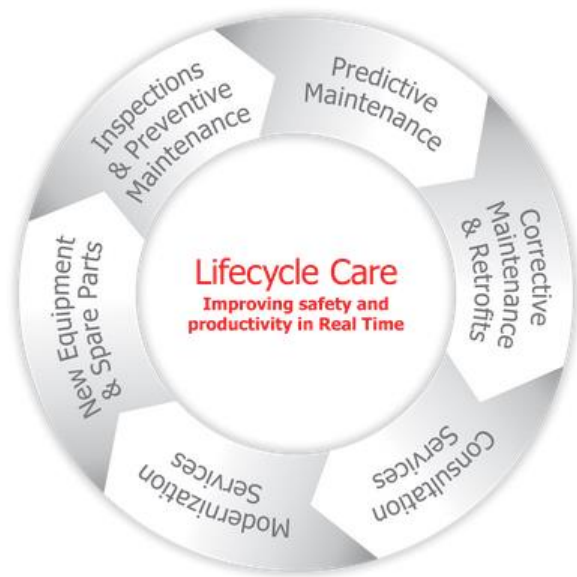 Lifecycle Care
Improving safety and
productivity in Real Time
Inspections
& Preventive
Maintenance
Predictive
Maintenance
Corrective
Maintenance
& Retrofits
Consultation
Services
Modernization
Services
New Equipment
& Spare Parts